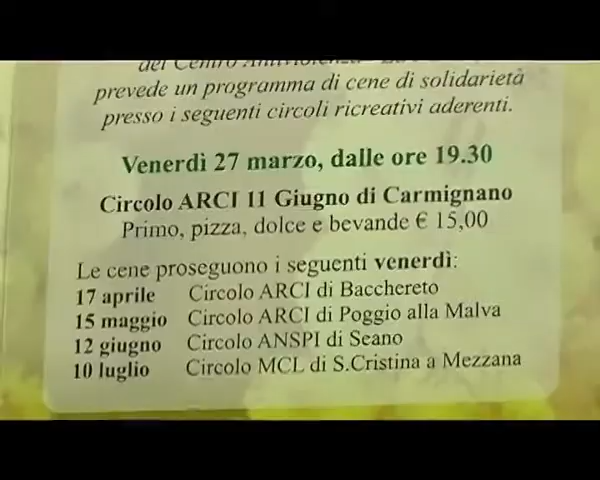 del Centro Antiviolenza
prevede un programma di cene di solidarietà
presso i seguenti circoli ricreativi aderenti.
Venerdì 27 marzo, dalle ore 19.30
Circolo ARCI 11 Giugno di Carmignano
Primo, pizza, dolce e bevande € 15,00
Le cene proseguono i seguenti venerdì:
17 aprile Circolo ARCI di Bacchereto
15 maggio Circolo ARCI di Poggio alla Malva
12 giugno Circolo ANSPI di Seano
10 luglio Circolo MCL di S.Cristina a Mezzana